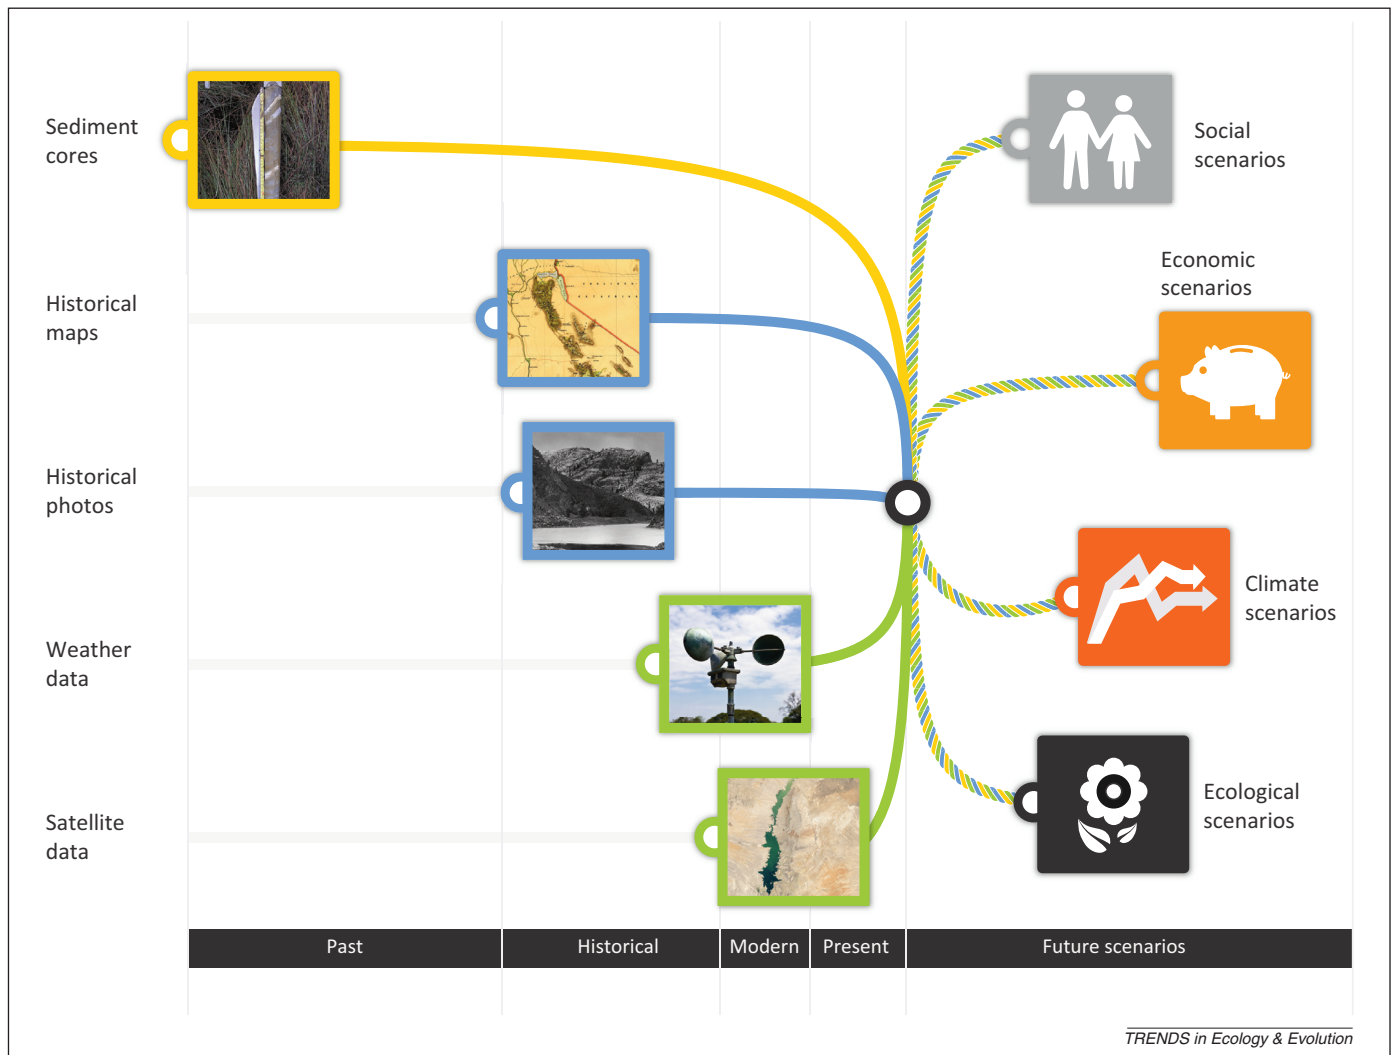 Sediment
cores
Social
scenarios
Economic
scenarios
Historical
maps
Historical
photos
Climate
scenarios
Weather
data
Ecological
scenarios
Satellite
data
Past
Historical
Modern
Present
Future scenarios
TRENDS in Ecology & Evolution